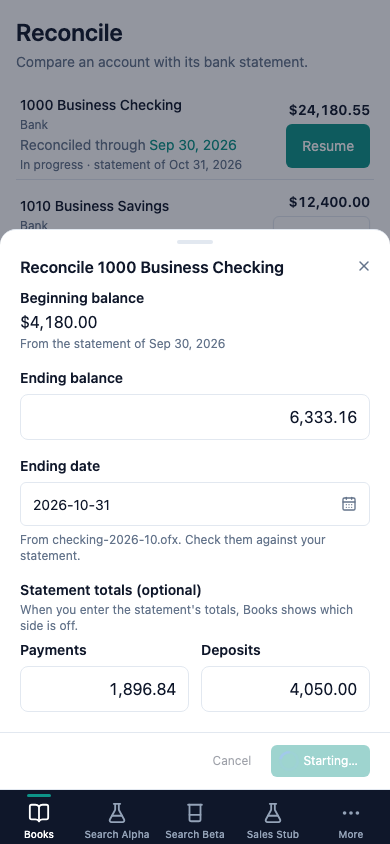 Reconcile
Compare an account with its bank statement.
1000 Business Checking
$24,180.55
Bank
Reconciled through Sep 30, 2026
Resume
In progress · statement of Oct 31, 2026
1010 Business Savings
$12,400.00
Bank
Reconcile 1000 Business Checking
Beginning balance
$4,180.00
From the statement of Sep 30, 2026
Ending balance
6,333.16
Ending date
2026-10-31
From checking-2026-10.ofx. Check them against your
statement.
Statement totals (optional)
When you enter the statement's totals, Books shows which
side is off.
Payments Deposits
1,896.84 4,050.00
Cancel Starting...
Books Search Alpha Search Beta Sales Stub More